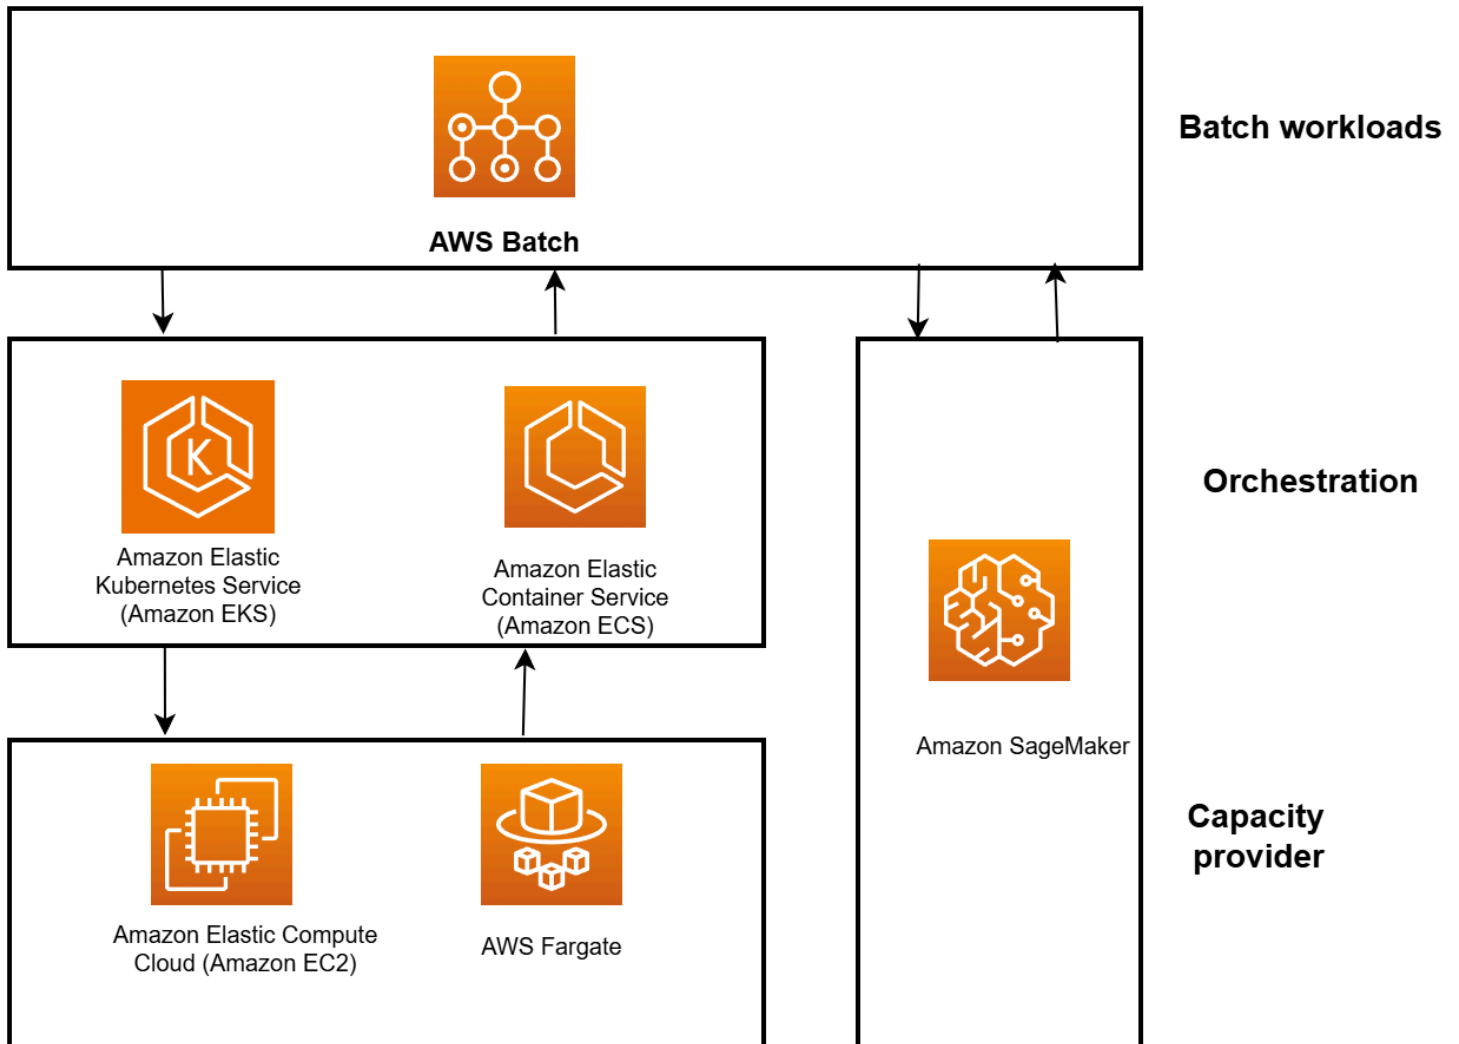 AWS Batch
Batch workloads
Amazon Elastic
Kubernetes Service
(Amazon EKS)
Amazon Elastic
Container Service
(Amazon ECS)
Orchestration
K
Amazon SageMaker
Amazon Elastic Compute
Cloud (Amazon EC2)
AWS Fargate
Capacity
provider